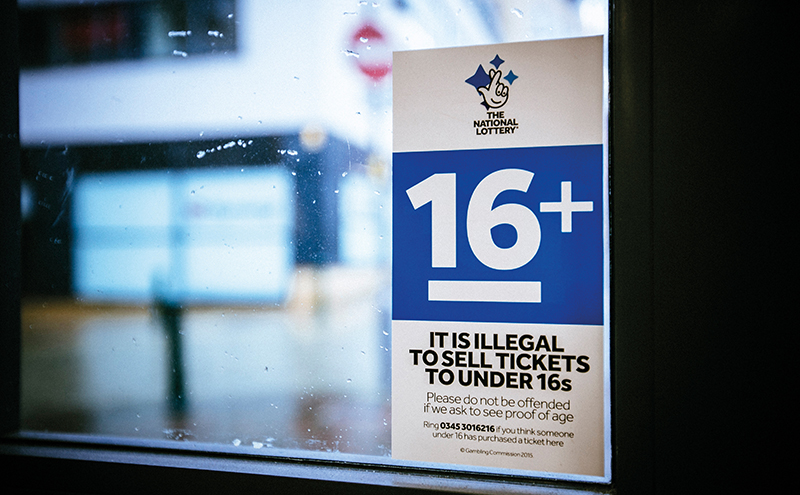 THE
NATIONAL
LOTTERY
16+
IT IS ILLEGAL
TO SELL TICKETS
TO UNDER 16s
Please do not be offended
if we ask to see proof of age
Ring 0345 3016216 if you think someone
under 16 has purchased a ticket here
© Gambling Commission 2015